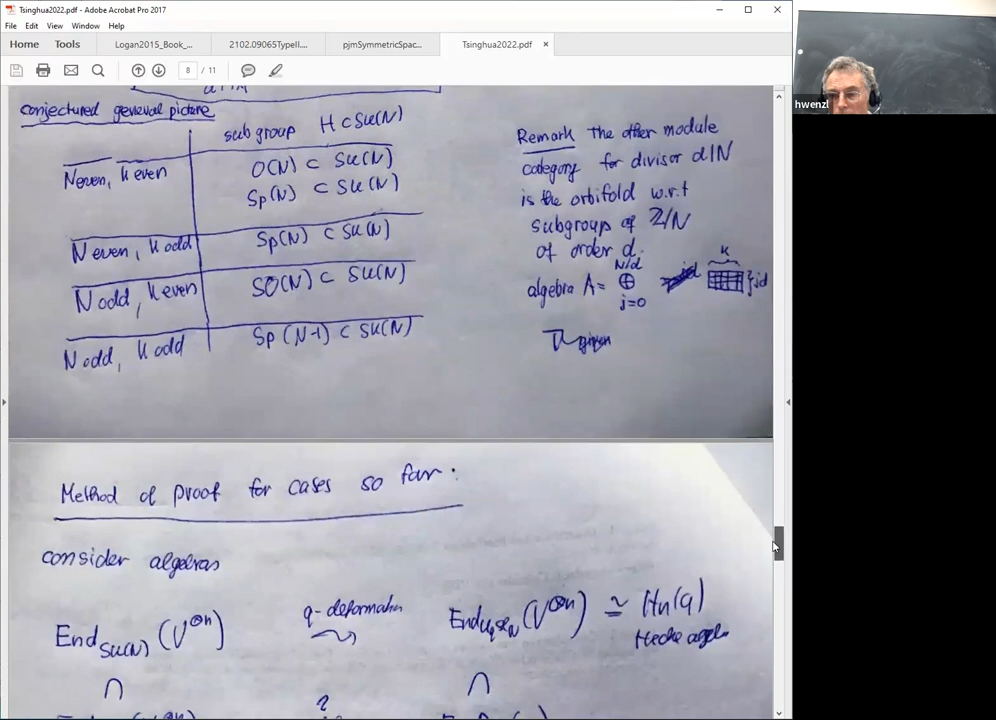 Tsinghua2022.pdf - Adobe Acrobat Pro 2017
File Edit View Window Help
Home Tools Logan2015_Book_... 2102.09065TypeII.... pjmSymmetricSpac... Tsinghua2022.pdf ×
8 / 11
hwenzl
conjectured general picture
subgroup H⊂SU(N)
N even, k even
O(N) ⊂ SU(N)
Sp(N) ⊂ SU(N)
N even, k odd
Sp(N) ⊂ SU(N)
N odd, k even
SO(N) ⊂ SU(N)
N odd, k odd
Sp(N-1) ⊂ SU(N)
Remark the other module
category for divisor d|N
is the orbifold w.r.t
subgroup of Z/N
of order d.
algebra A = ⊕ N/d j=0 k jd
Method of proof for cases so far:
consider algebras
End_SU(N) (V^⊗n) q-deformation End_UqslN (V^⊗n) ≃ Hn(q)
Hecke algebra
∩ ? ∩